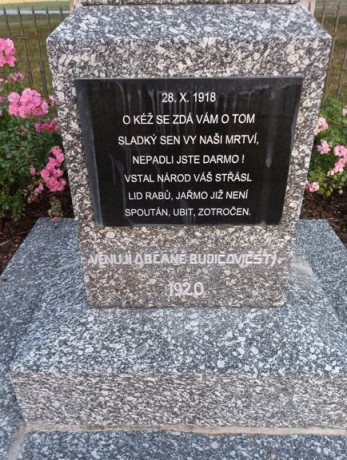 28. X. 1918
O KÉŽ SE ZDÁ VÁM O TOM
SLADKÝ SEN VY NAŠI MRTVÍ,
NEPADLI JSTE DARMO !
VSTAL NÁROD VÁŠ STŘÁSL
LID RABŮ, JAŘMO JIŽ NENÍ
SPOUTÁN, UBIT, ZOTROČEN.
VĚNUJÍ OBČANÉ BUDIČOVIČSTÍ
1920